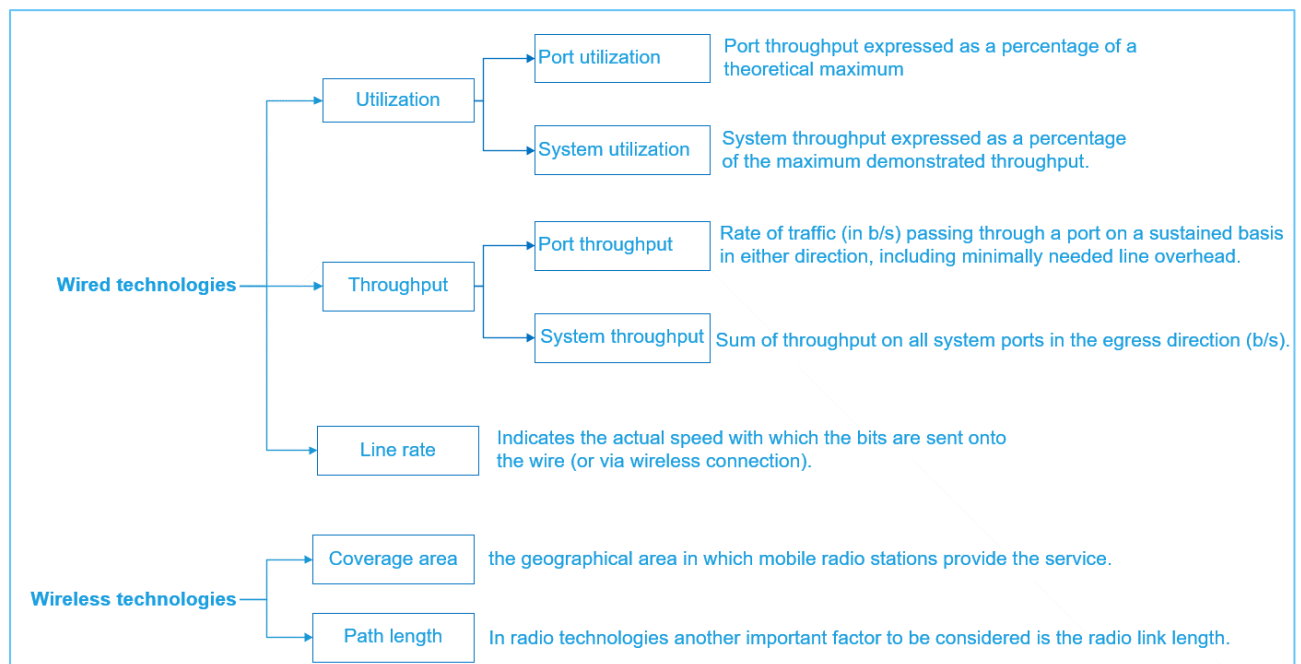 Port utilization
Port throughput expressed as a percentage of a
theoretical maximum
Utilization
System utilization
System throughput expressed as a percentage
of the maximum demonstrated throughput.
Port throughput
Rate of traffic (in b/s) passing through a port on a sustained basis
in either direction, including minimally needed line overhead.
Wired technologies
Throughput
System throughput
Sum of throughput on all system ports in the egress direction (b/s).
Line rate
Indicates the actual speed with which the bits are sent onto
the wire (or via wireless connection).
Coverage area
the geographical area in which mobile radio stations provide the service.
Wireless technologies
Path length
In radio technologies another important factor to be considered is the radio link length.